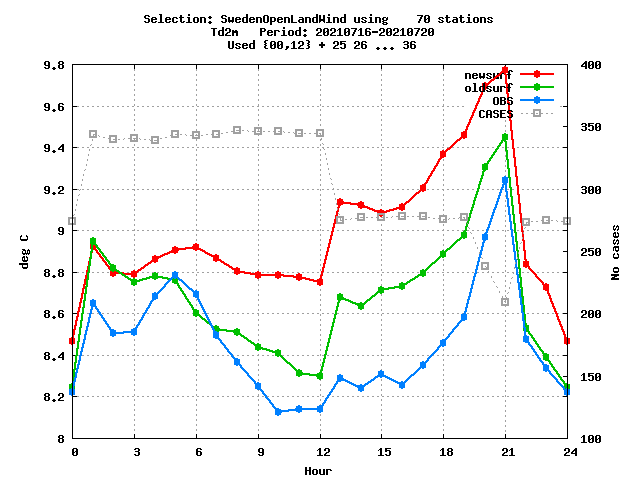 Selection: SwedenOpenLandWind using    70 stations
Td2m   Period: 20210716-20210720
Used {00,12} + 25 26 ... 36
9.8
9.6
9.4
9.2
9
8.8
8.6
8.4
8.2
8
deg C
newsurf
oldsurf
OBS
CASES
400
350
300
250
200
150
100
No cases
0
3
6
9
12
15
18
21
24
Hour